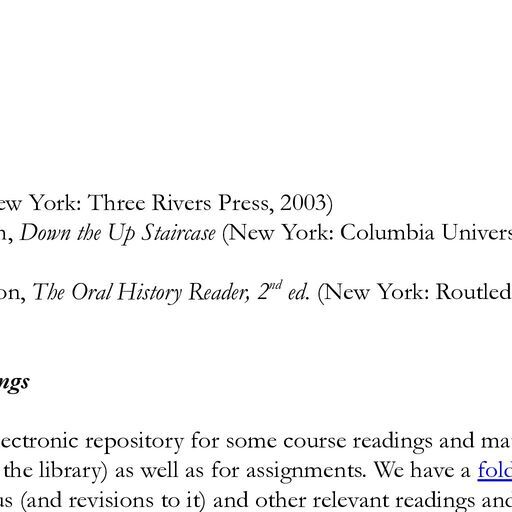 ew York: Three Rivers Press, 2003)
n, Down the Up Staircase (New York: Columbia Univers
on, The Oral History Reader, 2nd ed. (New York: Routled
ngs
ectronic repository for some course readings and ma
the library) as well as for assignments. We have a fold
us (and revisions to it) and other relevant readings and